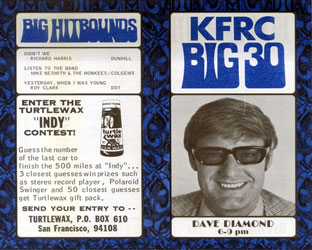 BIG HITBOUNDS
DIDN'T WE
RICHARD HARRIS DUNHILL
LISTEN TO THE BAND
MIKE NESMITH & THE MONKEES/COLGEMS
YESTERDAY, WHEN I WAS YOUNG
ROY CLARK DOT
ENTER THE
TURTLEWAX
"INDY"
CONTEST!
Turtle
wax
Guess the number
of the last car to
finish the 500 miles at "Indy"...
3 closest guesses win prizes such
as stereo record player, Polaroid
Swinger and 50 closest guesses
get Turtlewax gift pack.
SEND YOUR ENTRY TO --
TURTLEWAX, P.O. BOX 610
San Francisco, 94108
KFRC
BIG 30
DAVE DIAMOND
6-9 pm